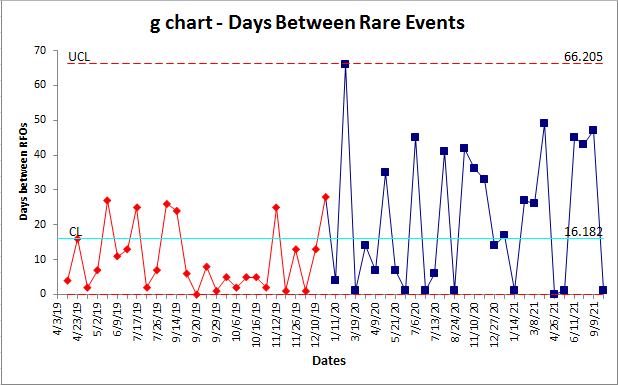 g chart - Days Between Rare Events
UCL 66.205
CL 16.182
Days between RFOs
70
60
50
40
30
20
10
0
4/3/19 4/23/19 5/2/19 6/9/19 7/17/19 7/26/19 9/14/19 9/20/19 9/29/19 10/6/19 10/16/19 11/12/19 11/26/19 12/10/19 1/11/20 3/19/20 4/9/20 5/21/20 7/6/20 7/13/20 8/24/20 11/10/20 12/27/20 1/14/21 3/8/21 4/26/21 6/11/21 9/9/21
Dates